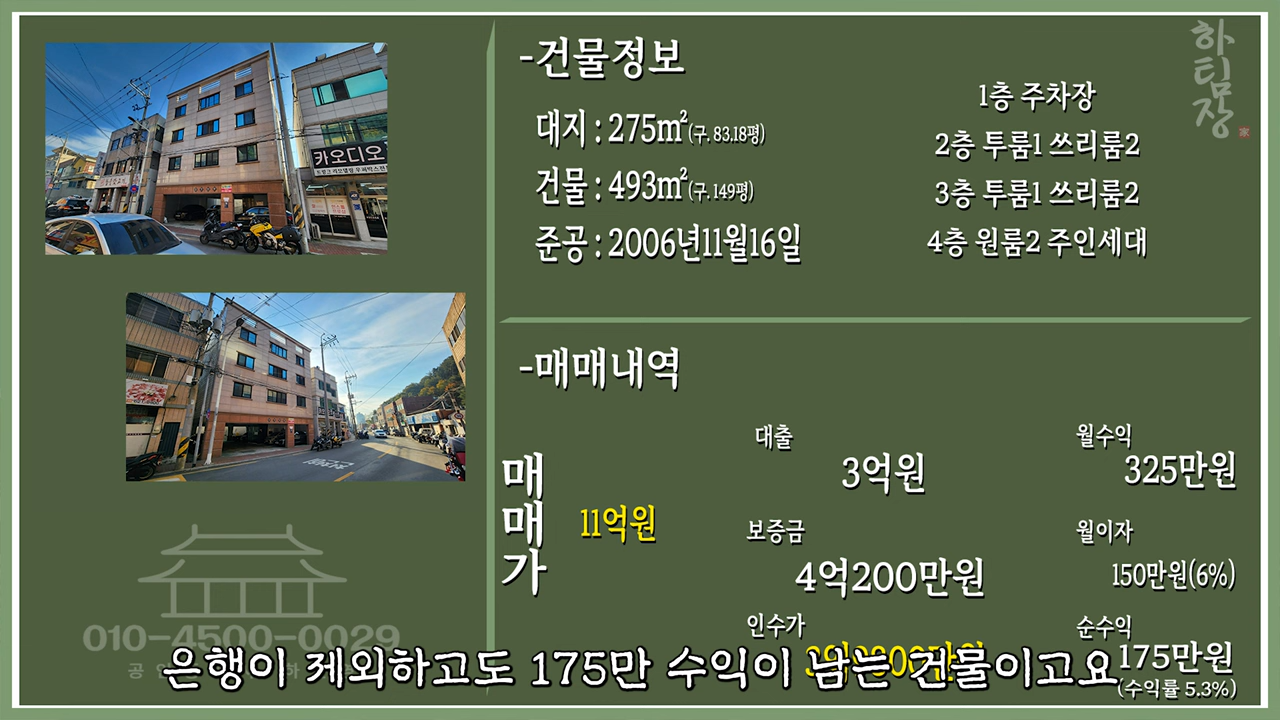 -건물정보
대지 : 275㎡(구. 83.18평)
건물 : 493㎡(구. 149평)
준공 : 2006년11월16일
1층 주차장
2층 투룸1 쓰리룸2
3층 투룸1 쓰리룸2
4층 원룸2 주인세대
하팀장
家
카오디오
-매매내역
매매가
11억원
대출
3억원
보증금
4억200만원
인수가
월수익
325만원
월이자
150만원(6%)
순수익
175만원
(수익률 5.3%)
010-4500-0029
은행이 제외하고도 175만 수익이 남는 건물이고요